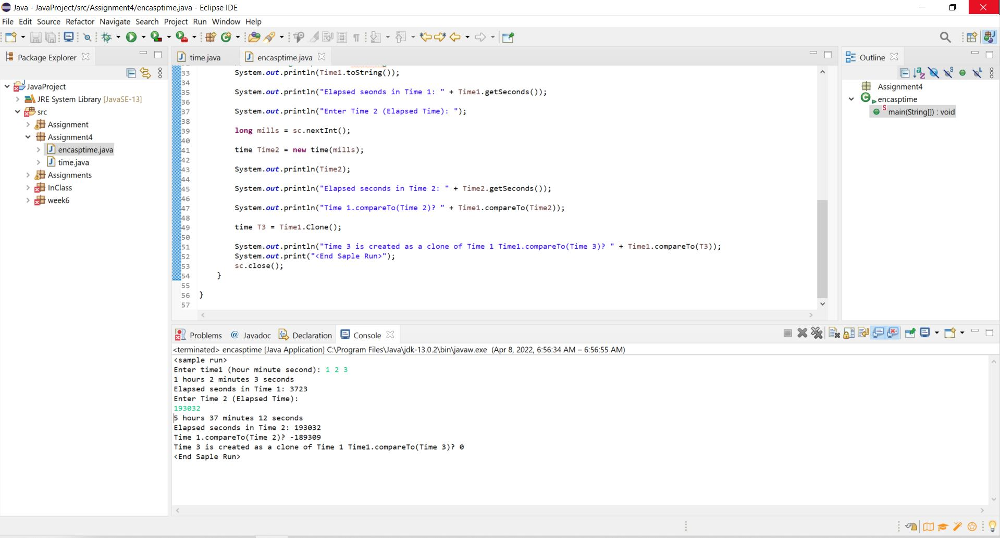 Java - JavaProject/src/Assignment4/encasptime.java - Eclipse IDE
File Edit Source Refactor Navigate Search Project Run Window Help
Package Explorer
JavaProject
JRE System Library [JavaSE-13]
src
Assignment
Assignment4
encasptime.java
time.java
Assignments
InClass
week6
time.java
encasptime.java
33 System.out.println(Time1.toString());
34
35 System.out.println("Elapsed seonds in Time 1: " + Time1.getSeconds());
36
37 System.out.println("Enter Time 2 (Elapsed Time): ");
38
39 long mills = sc.nextInt();
40
41 time Time2 = new time(mills);
42
43 System.out.println(Time2);
44
45 System.out.println("Elapsed seconds in Time 2: " + Time2.getSeconds());
46
47 System.out.println("Time 1.compareTo(Time 2)? " + Time1.compareTo(Time2));
48
49 time T3 = Time1.Clone();
50
51 System.out.println("Time 3 is created as a clone of Time 1 Time1.compareTo(Time 3)? " + Time1.compareTo(T3));
52 System.out.print("<End Saple Run>");
53 sc.close();
54 }
55
56 }
57
Outline
Assignment4
encasptime
main(String[]) : void
Problems @ Javadoc Declaration Console
<terminated> encasptime [Java Application] C:\Program Files\Java\jdk-13.0.2\bin\javaw.exe (Apr 8, 2022, 6:56:34 AM – 6:56:55 AM)
<sample run>
Enter time1 (hour minute second): 1 2 3
1 hours 2 minutes 3 seconds
Elapsed seonds in Time 1: 3723
Enter Time 2 (Elapsed Time):
193032
5 hours 37 minutes 12 seconds
Elapsed seconds in Time 2: 193032
Time 1.compareTo(Time 2)? -189309
Time 3 is created as a clone of Time 1 Time1.compareTo(Time 3)? 0
<End Saple Run>